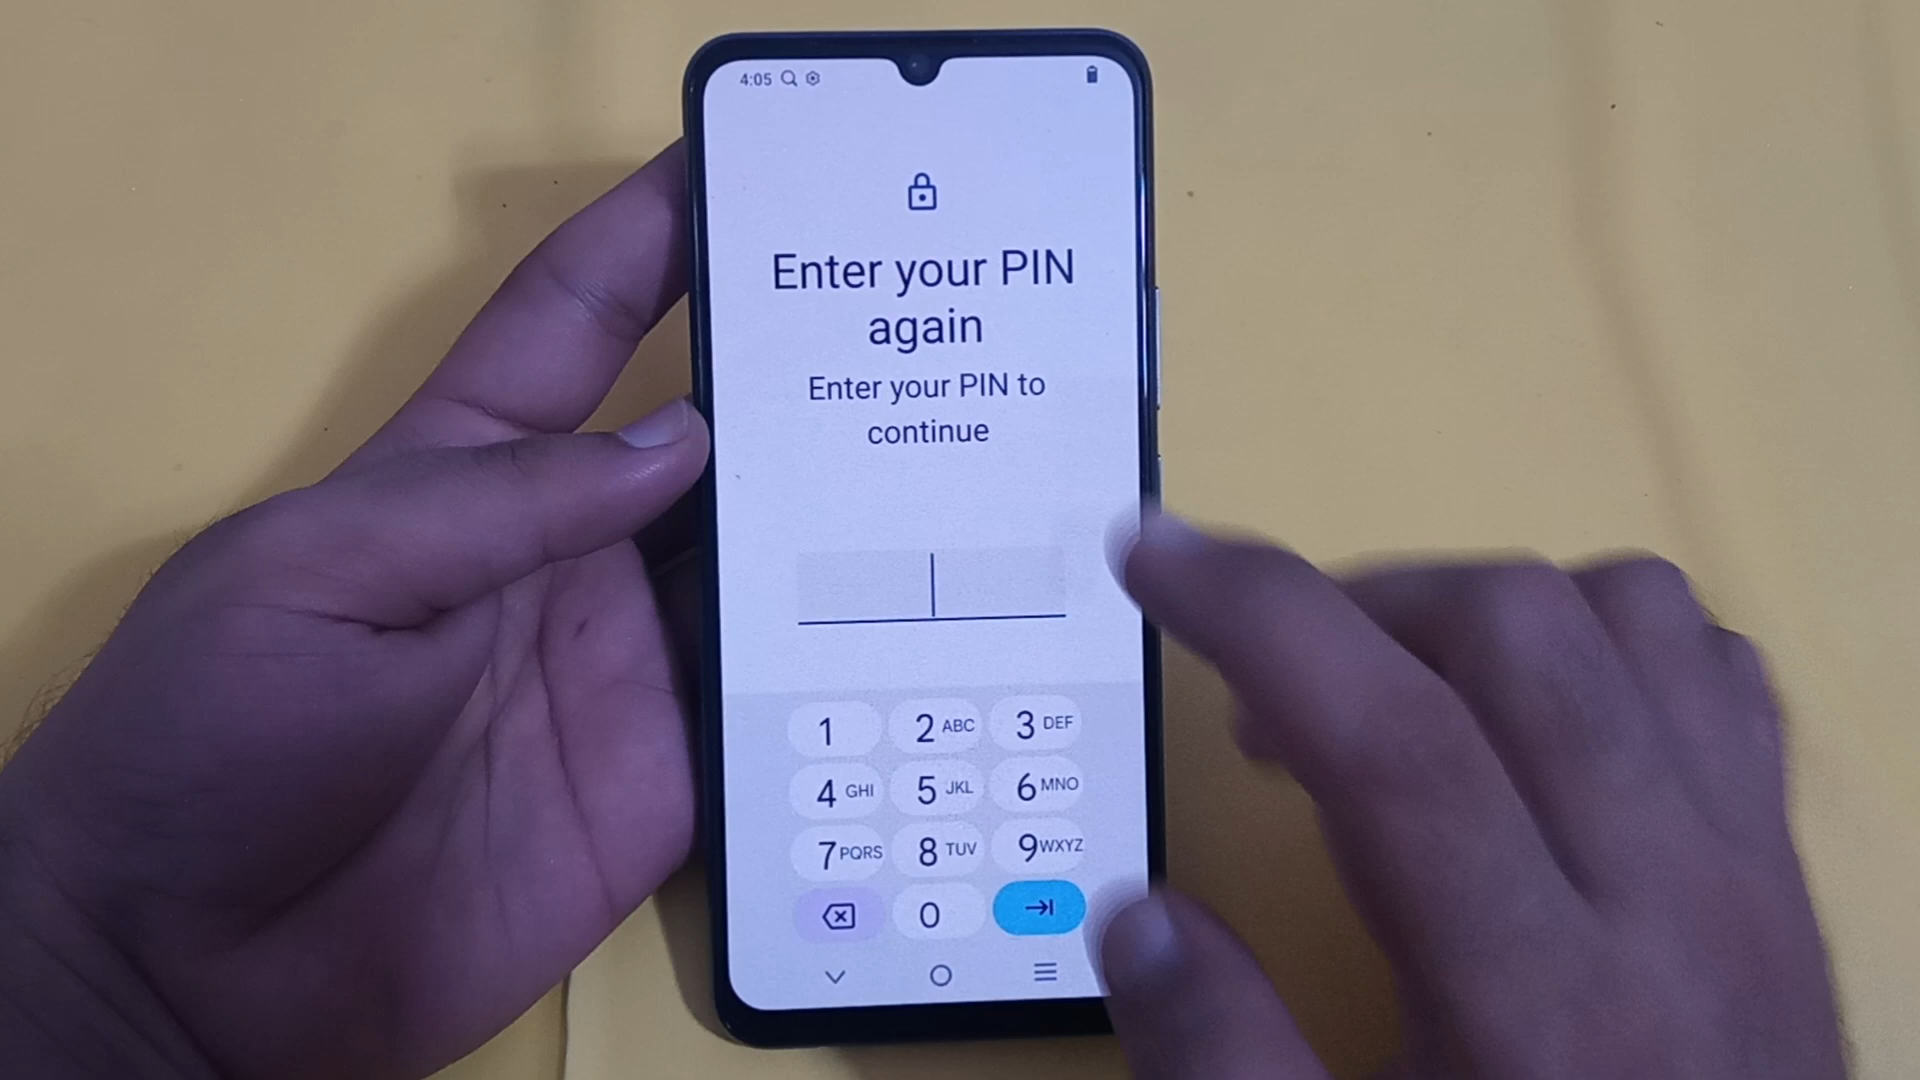 4:05
Enter your PIN
again
Enter your PIN to
continue
1 2 ABC 3 DEF
4 GHI 5 JKL 6 MNO
7 PQRS 8 TUV 9 WXYZ
0